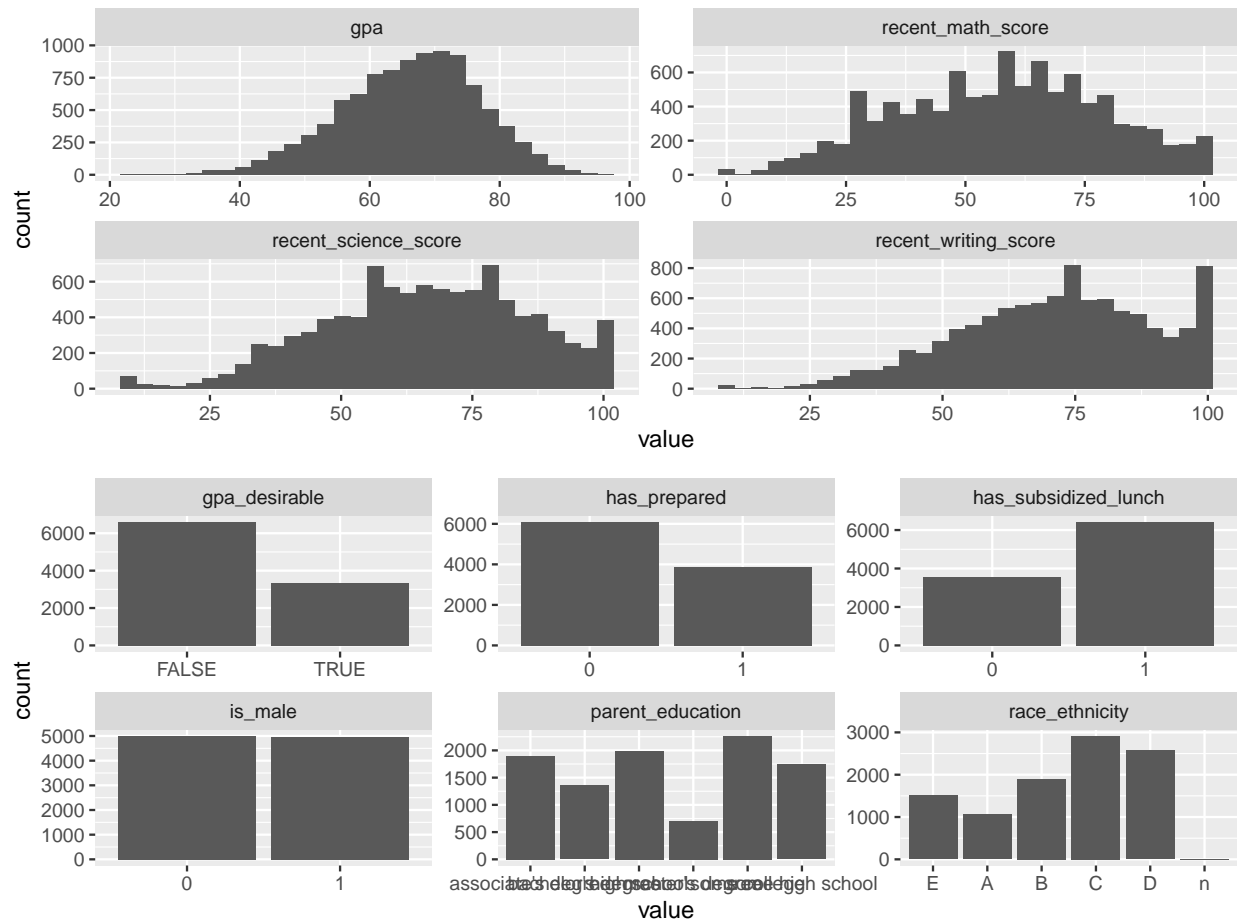 gpa
recent_math_score
1000
750
500
250
0
600
400
200
0
20 40 60 80 100
0 25 50 75 100
count
recent_science_score
recent_writing_score
600
400
200
0
800
600
400
200
0
25 50 75 100
25 50 75 100
value
gpa_desirable
has_prepared
has_subsidized_lunch
6000
4000
2000
0
6000
4000
2000
0
6000
4000
2000
0
FALSE TRUE
0 1
0 1
count
is_male
parent_education
race_ethnicity
5000
4000
3000
2000
1000
0
2000
1500
1000
500
0
3000
2000
1000
0
0 1
high school
E A B C D n
value